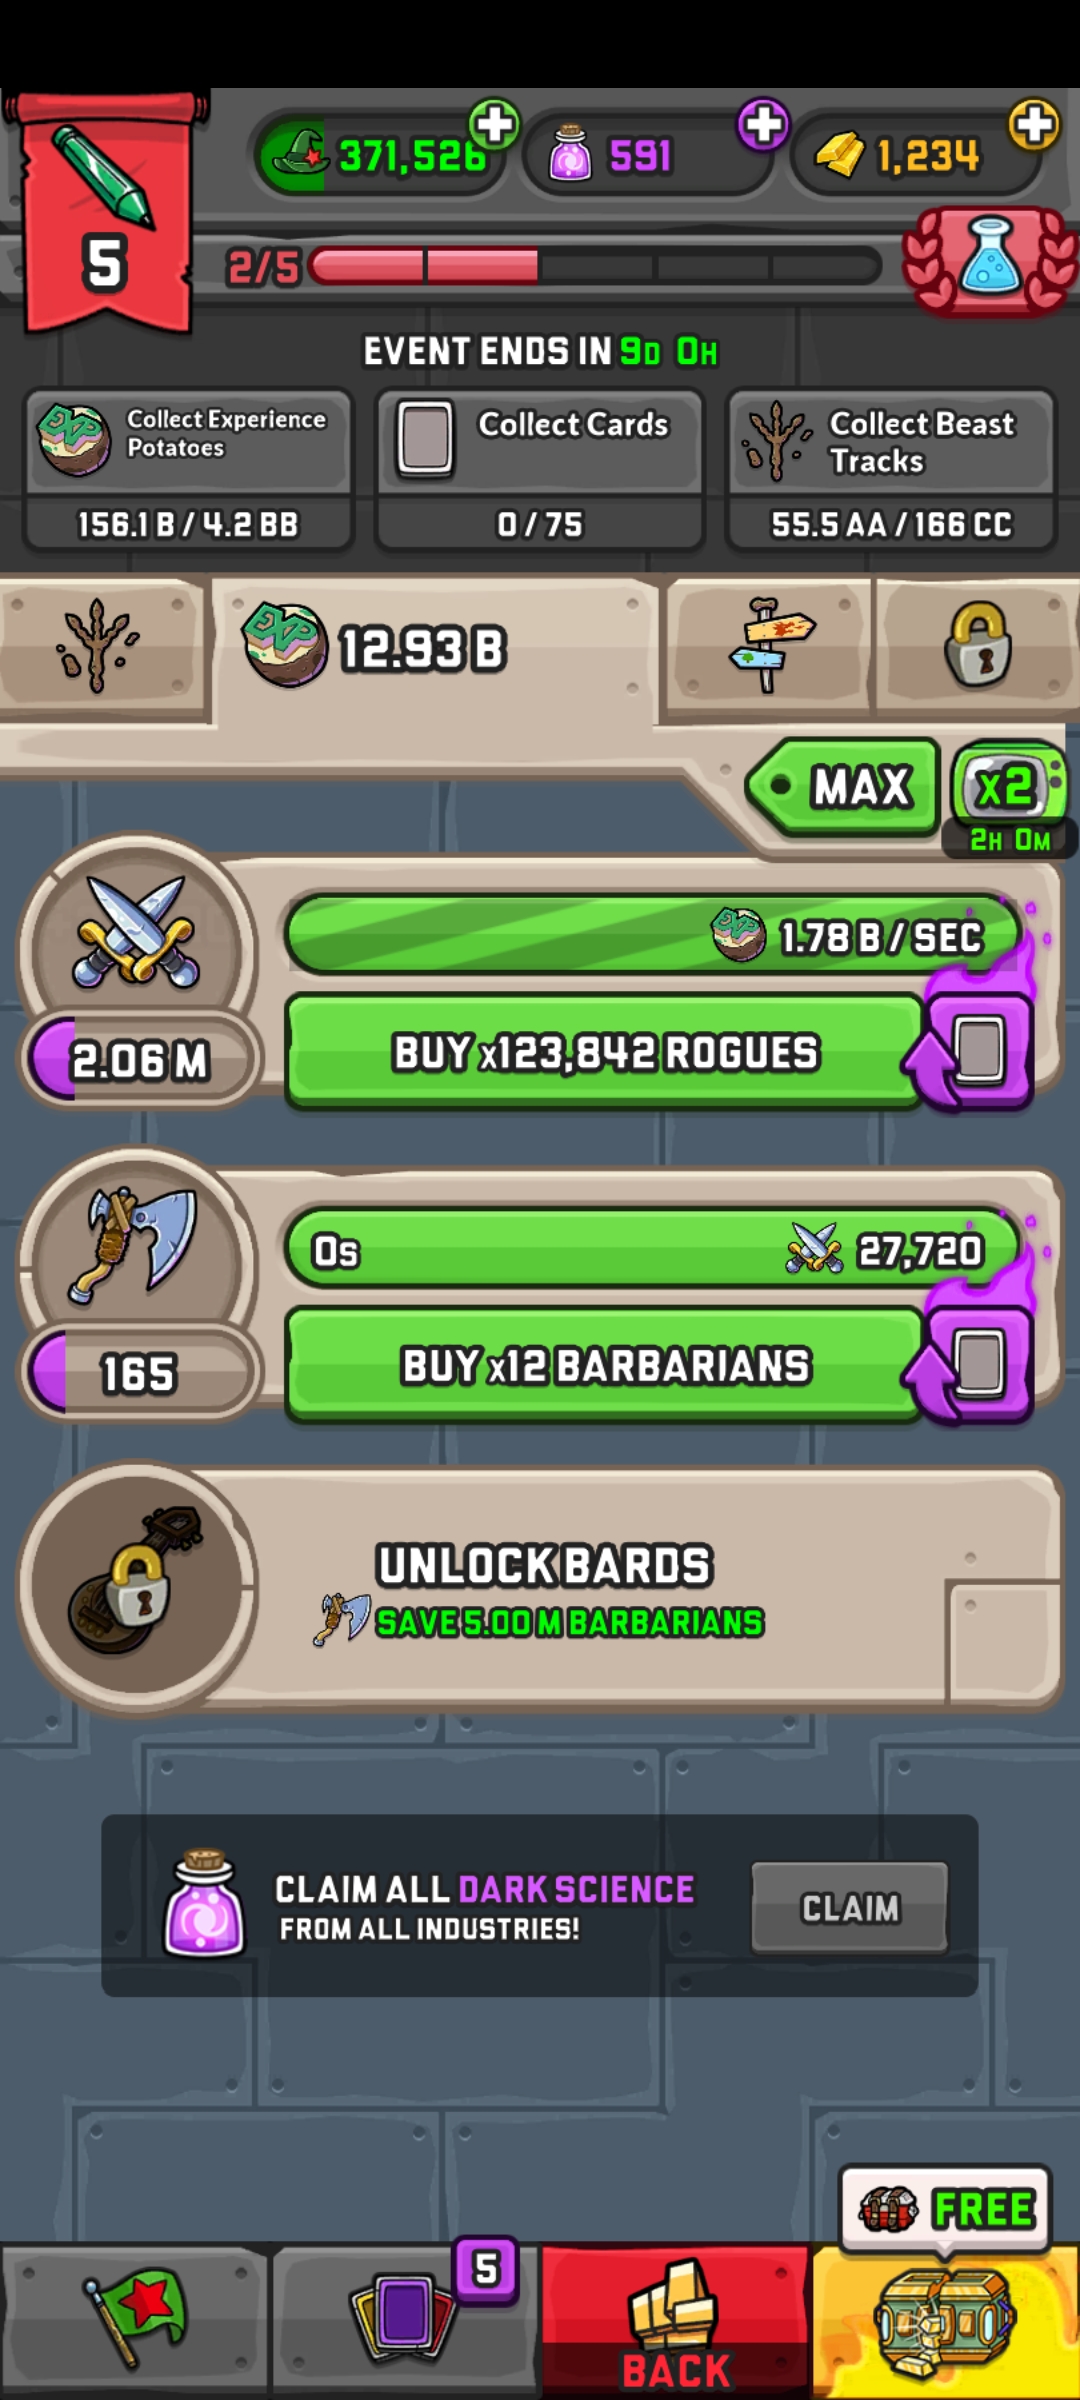 371,526
591
1,234
5
2/5
EVENT ENDS IN 9D 0H
EXP
Collect Experience
Potatoes
156.1 B / 4.2 BB
Collect Cards
0 / 75
Collect Beast
Tracks
55.5 AA / 166 CC
EXP
12.93 B
MAX
x2
2H 0M
EXP
1.78 B / SEC
2.06 M
BUY x123,842 ROGUES
0s
27,720
165
BUY x12 BARBARIANS
UNLOCK BARDS
SAVE 5.00 M BARBARIANS
CLAIM ALL DARK SCIENCE
FROM ALL INDUSTRIES!
CLAIM
FREE
5
BACK